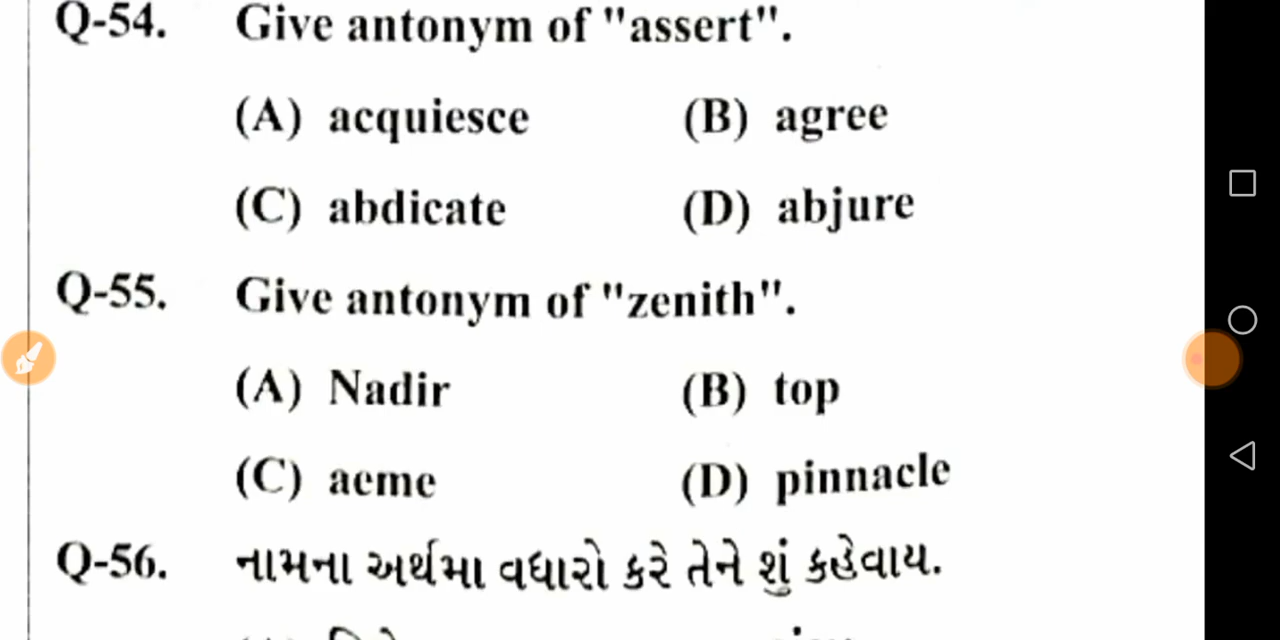 Q-54. Give antonym of "assert".
(A) acquiesce (B) agree
(C) abdicate (D) abjure
Q-55. Give antonym of "zenith".
(A) Nadir (B) top
(C) acme (D) pinnacle
Q-56. નામના અર્થમા વધારો કરે તેને શું કહેવાય.